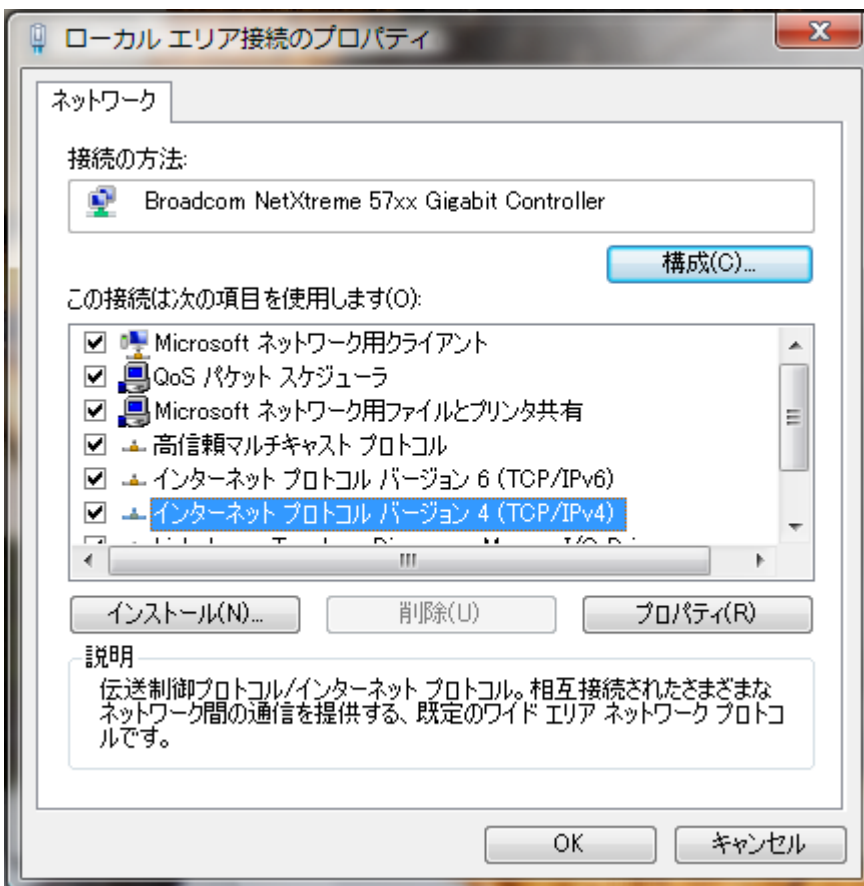 ローカル エリア接続のプロパティ
ネットワーク
接続の方法:
Broadcom NetXtreme 57xx Gigabit Controller
構成(C)...
この接続は次の項目を使用します(O):
Microsoft ネットワーク用クライアント
QoS パケット スケジューラ
Microsoft ネットワーク用ファイルとプリンタ共有
高信頼マルチキャスト プロトコル
インターネット プロトコル バージョン 6 (TCP/IPv6)
インターネット プロトコル バージョン 4 (TCP/IPv4)
インストール(N)...
削除(U)
プロパティ(R)
説明
伝送制御プロトコル/インターネット プロトコル。相互接続されたさまざまな
ネットワーク間の通信を提供する、既定のワイド エリア ネットワーク プロトコ
ルです。
OK
キャンセル